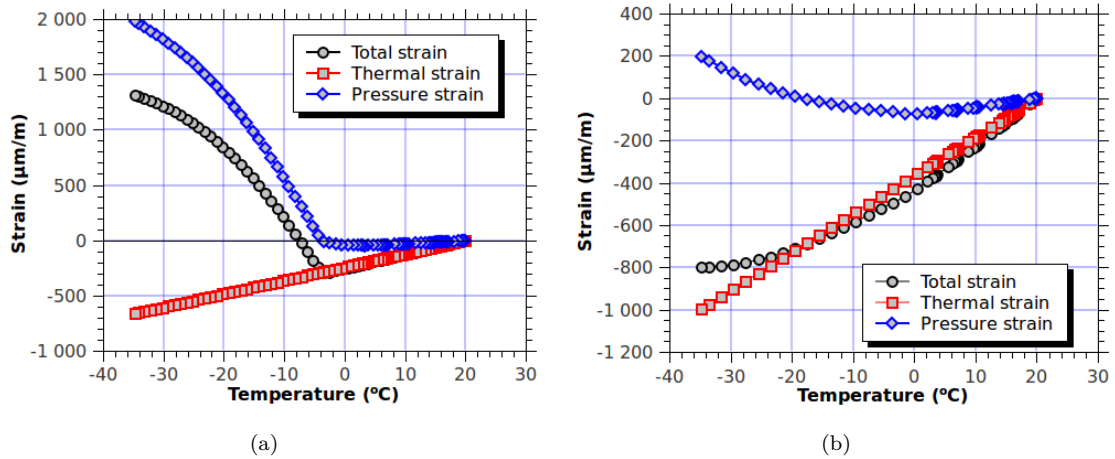 2 000
1 500
1 000
500
0
-500
-1 000
Strain (μm/m)
Total strain
Thermal strain
Pressure strain
-40 -30 -20 -10 0 10 20 30
Temperature (ºC)
(a)
400
200
0
-200
-400
-600
-800
-1 000
-1 200
Strain (μm/m)
Total strain
Thermal strain
Pressure strain
-40 -30 -20 -10 0 10 20 30
Temperature (ºC)
(b)